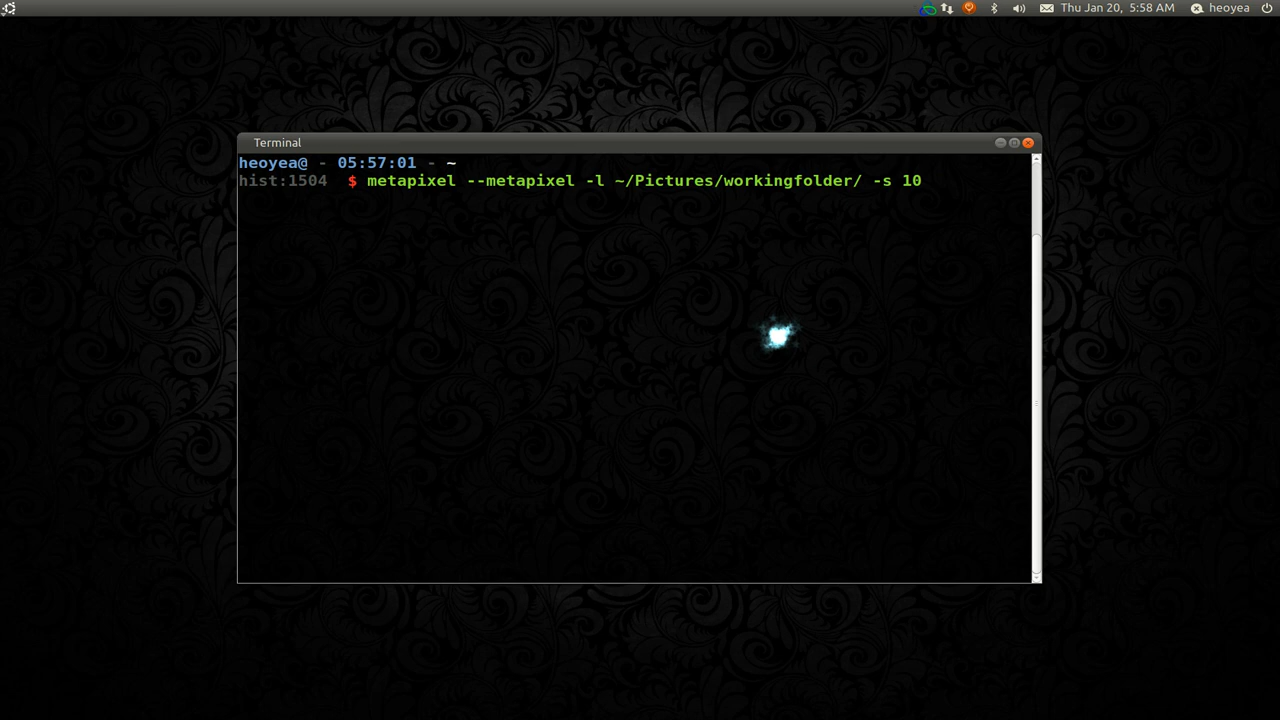 Thu Jan 20, 5:58 AM heoyea
Terminal
heoyea@ - 05:57:01 - ~
hist:1504 $ metapixel --metapixel -l ~/Pictures/workingfolder/ -s 10